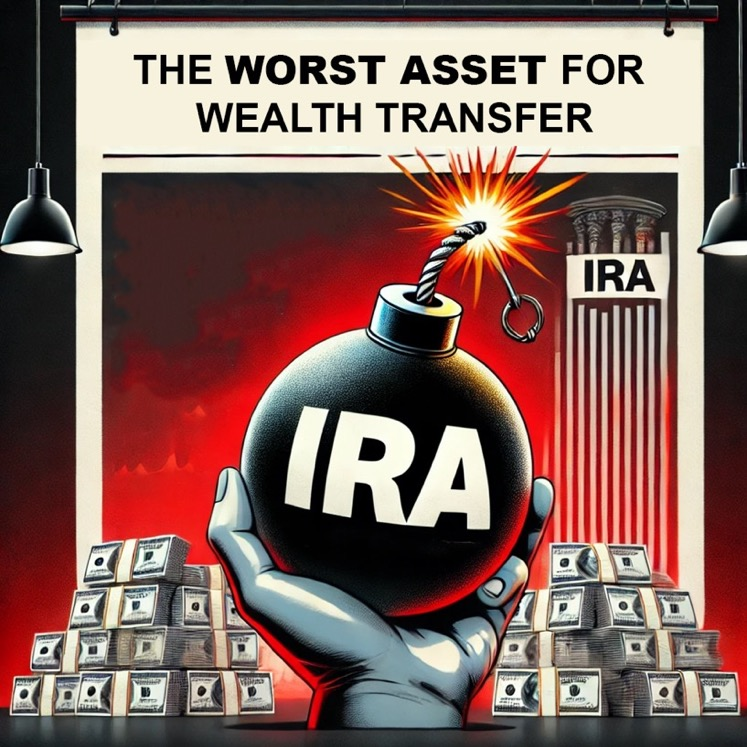 THE WORST ASSET FOR
WEALTH TRANSFER
IRA
IRA